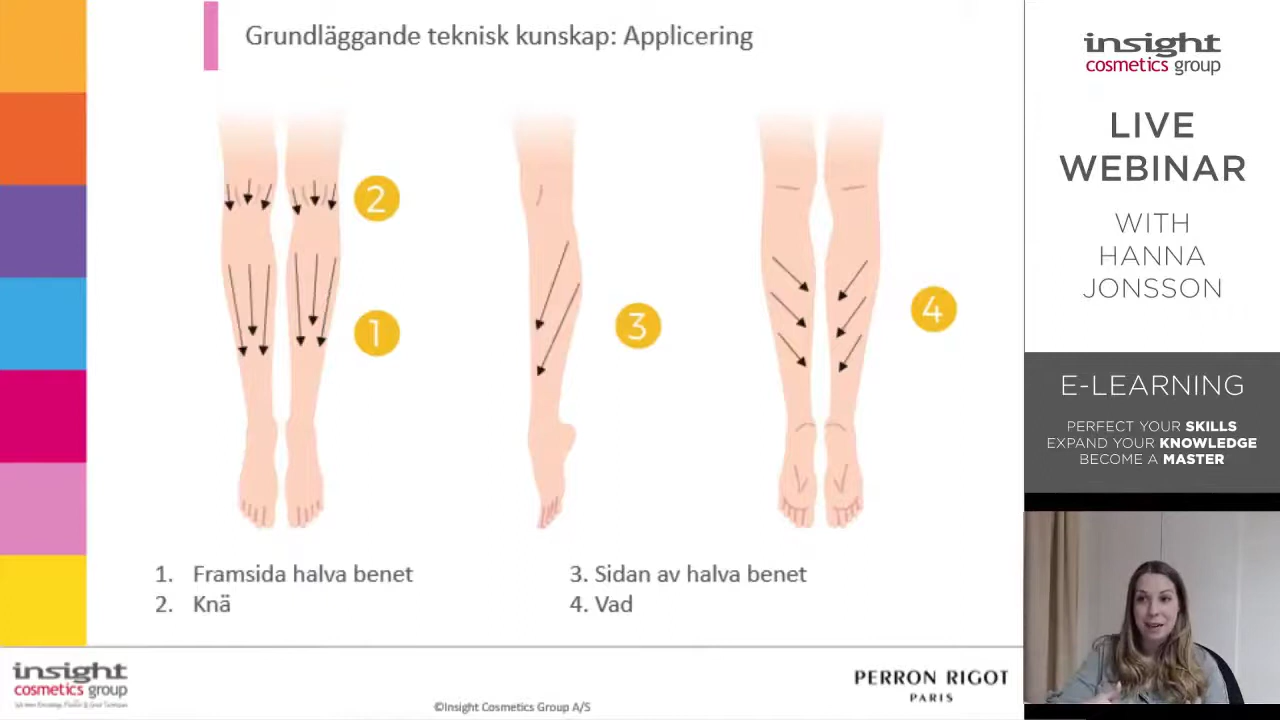 Grundläggande teknisk kunskap: Applicering
2
1
3
4
1. Framsida halva benet
2. Knä
3. Sidan av halva benet
4. Vad
insight
cosmetics group
©Insight Cosmetics Group A/S
PERRON RIGOT
PARIS
insight
cosmetics group
LIVE
WEBINAR
WITH
HANNA
JONSSON
E-LEARNING
PERFECT YOUR SKILLS
EXPAND YOUR KNOWLEDGE
BECOME A MASTER